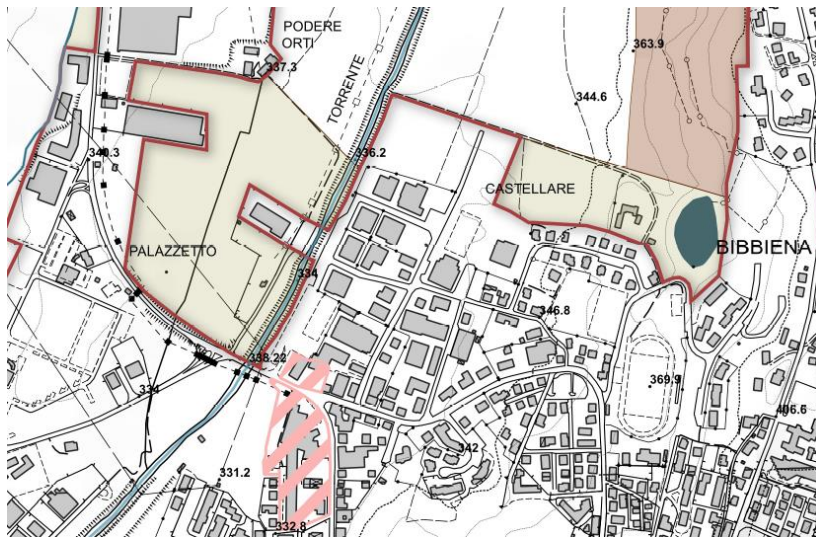 PODERE
ORTI
337.3
363.9
344.6
TORRENTE
336.2
340.3
CASTELLARE
PALAZZETTO
BIBBIENA
334
346.8
338.22
369.9
334
406.6
342
331.2
332.8